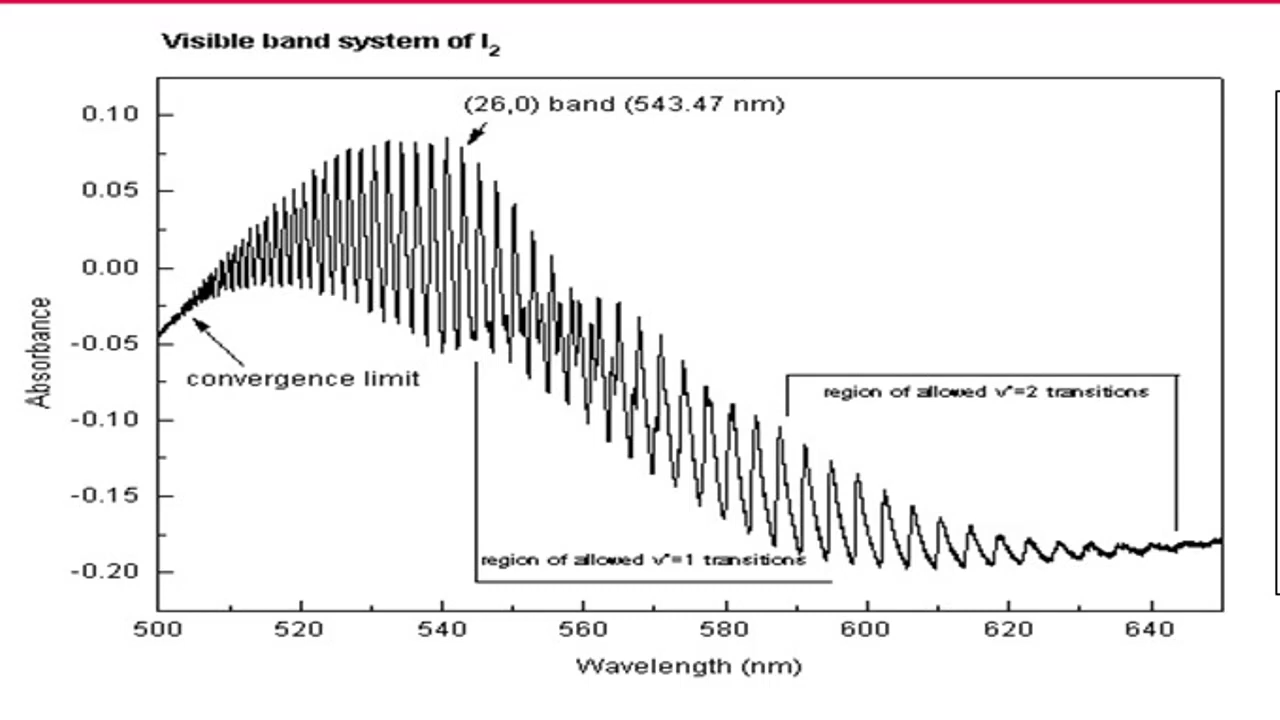 Visible band system of I2
(26,0) band (543.47 nm)
0.10
0.05
0.00
-0.05
-0.10
-0.15
-0.20
Absorbance
convergence limit
region of allowed v"=2 transitions
region of allowed v"=1 transitions
500 520 540 560 580 600 620 640
Wavelength (nm)